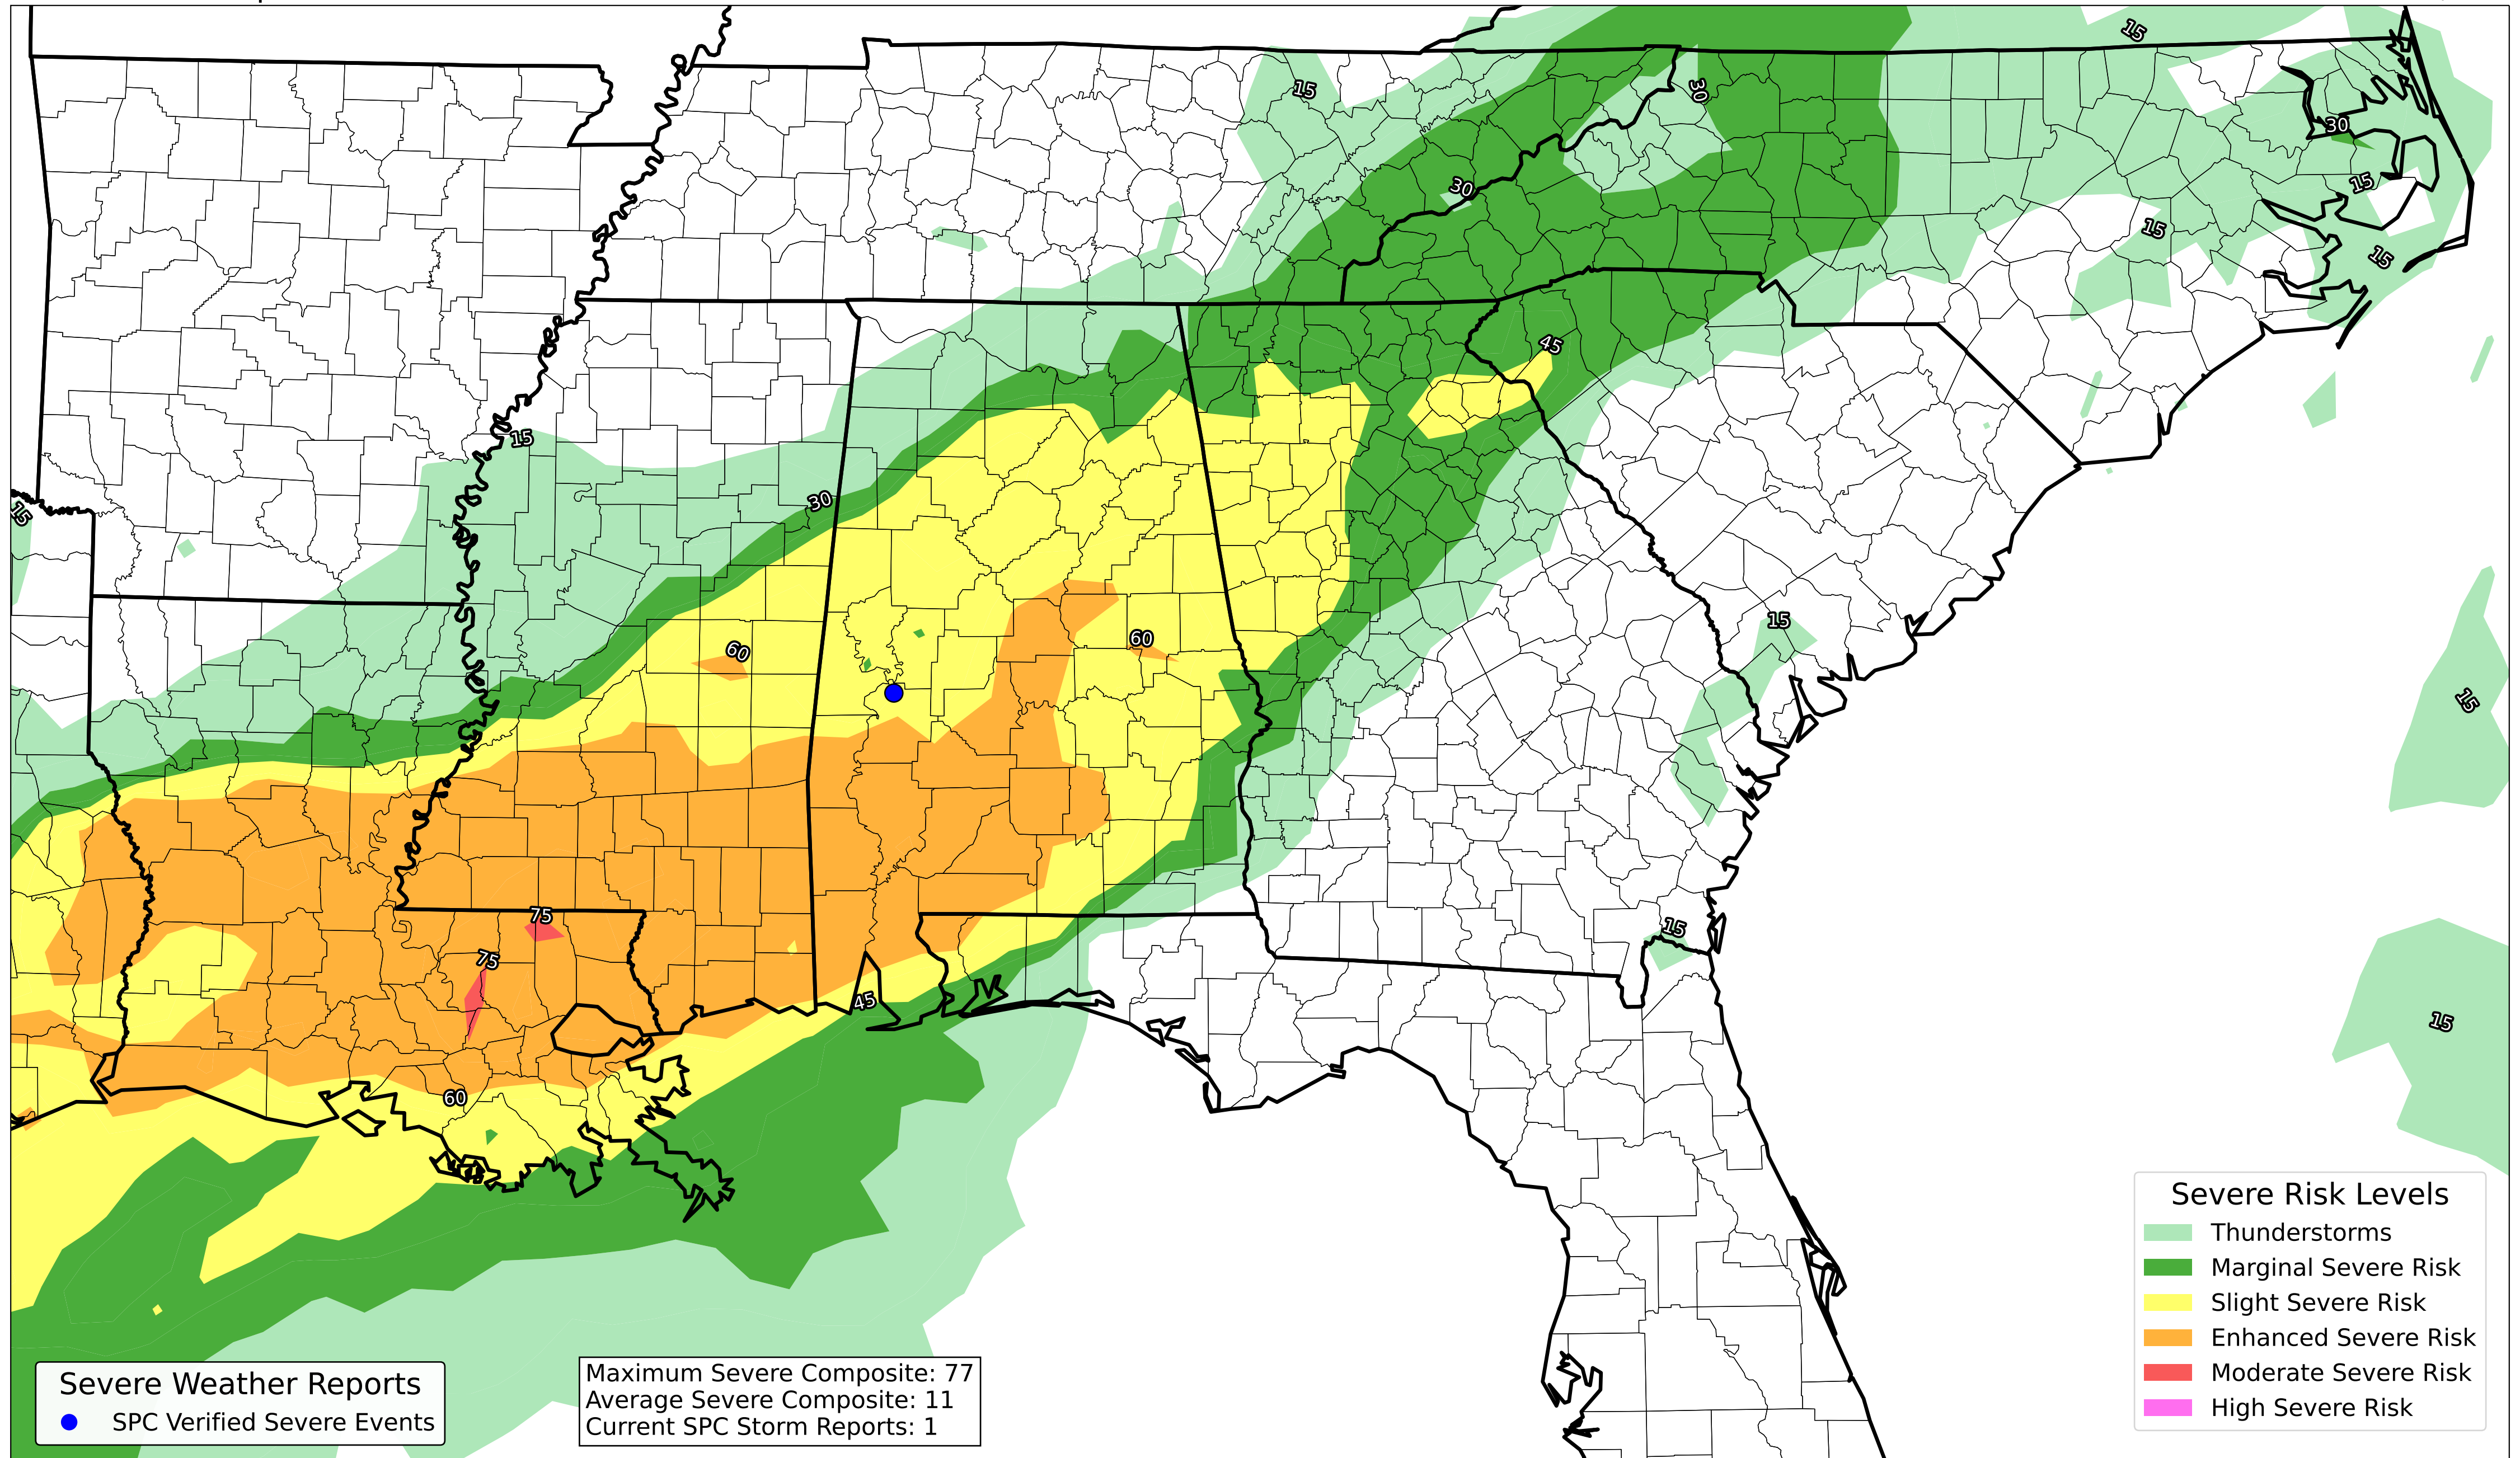 15
15
30
30
15
30
15
15
15
45
15
30
15
15
60
60
15
75
15
75
45
15
60
Severe Risk Levels
Thunderstorms
Marginal Severe Risk
Slight Severe Risk
Enhanced Severe Risk
Moderate Severe Risk
High Severe Risk
Severe Weather Reports
SPC Verified Severe Events
Maximum Severe Composite: 77
Average Severe Composite: 11
Current SPC Storm Reports: 1